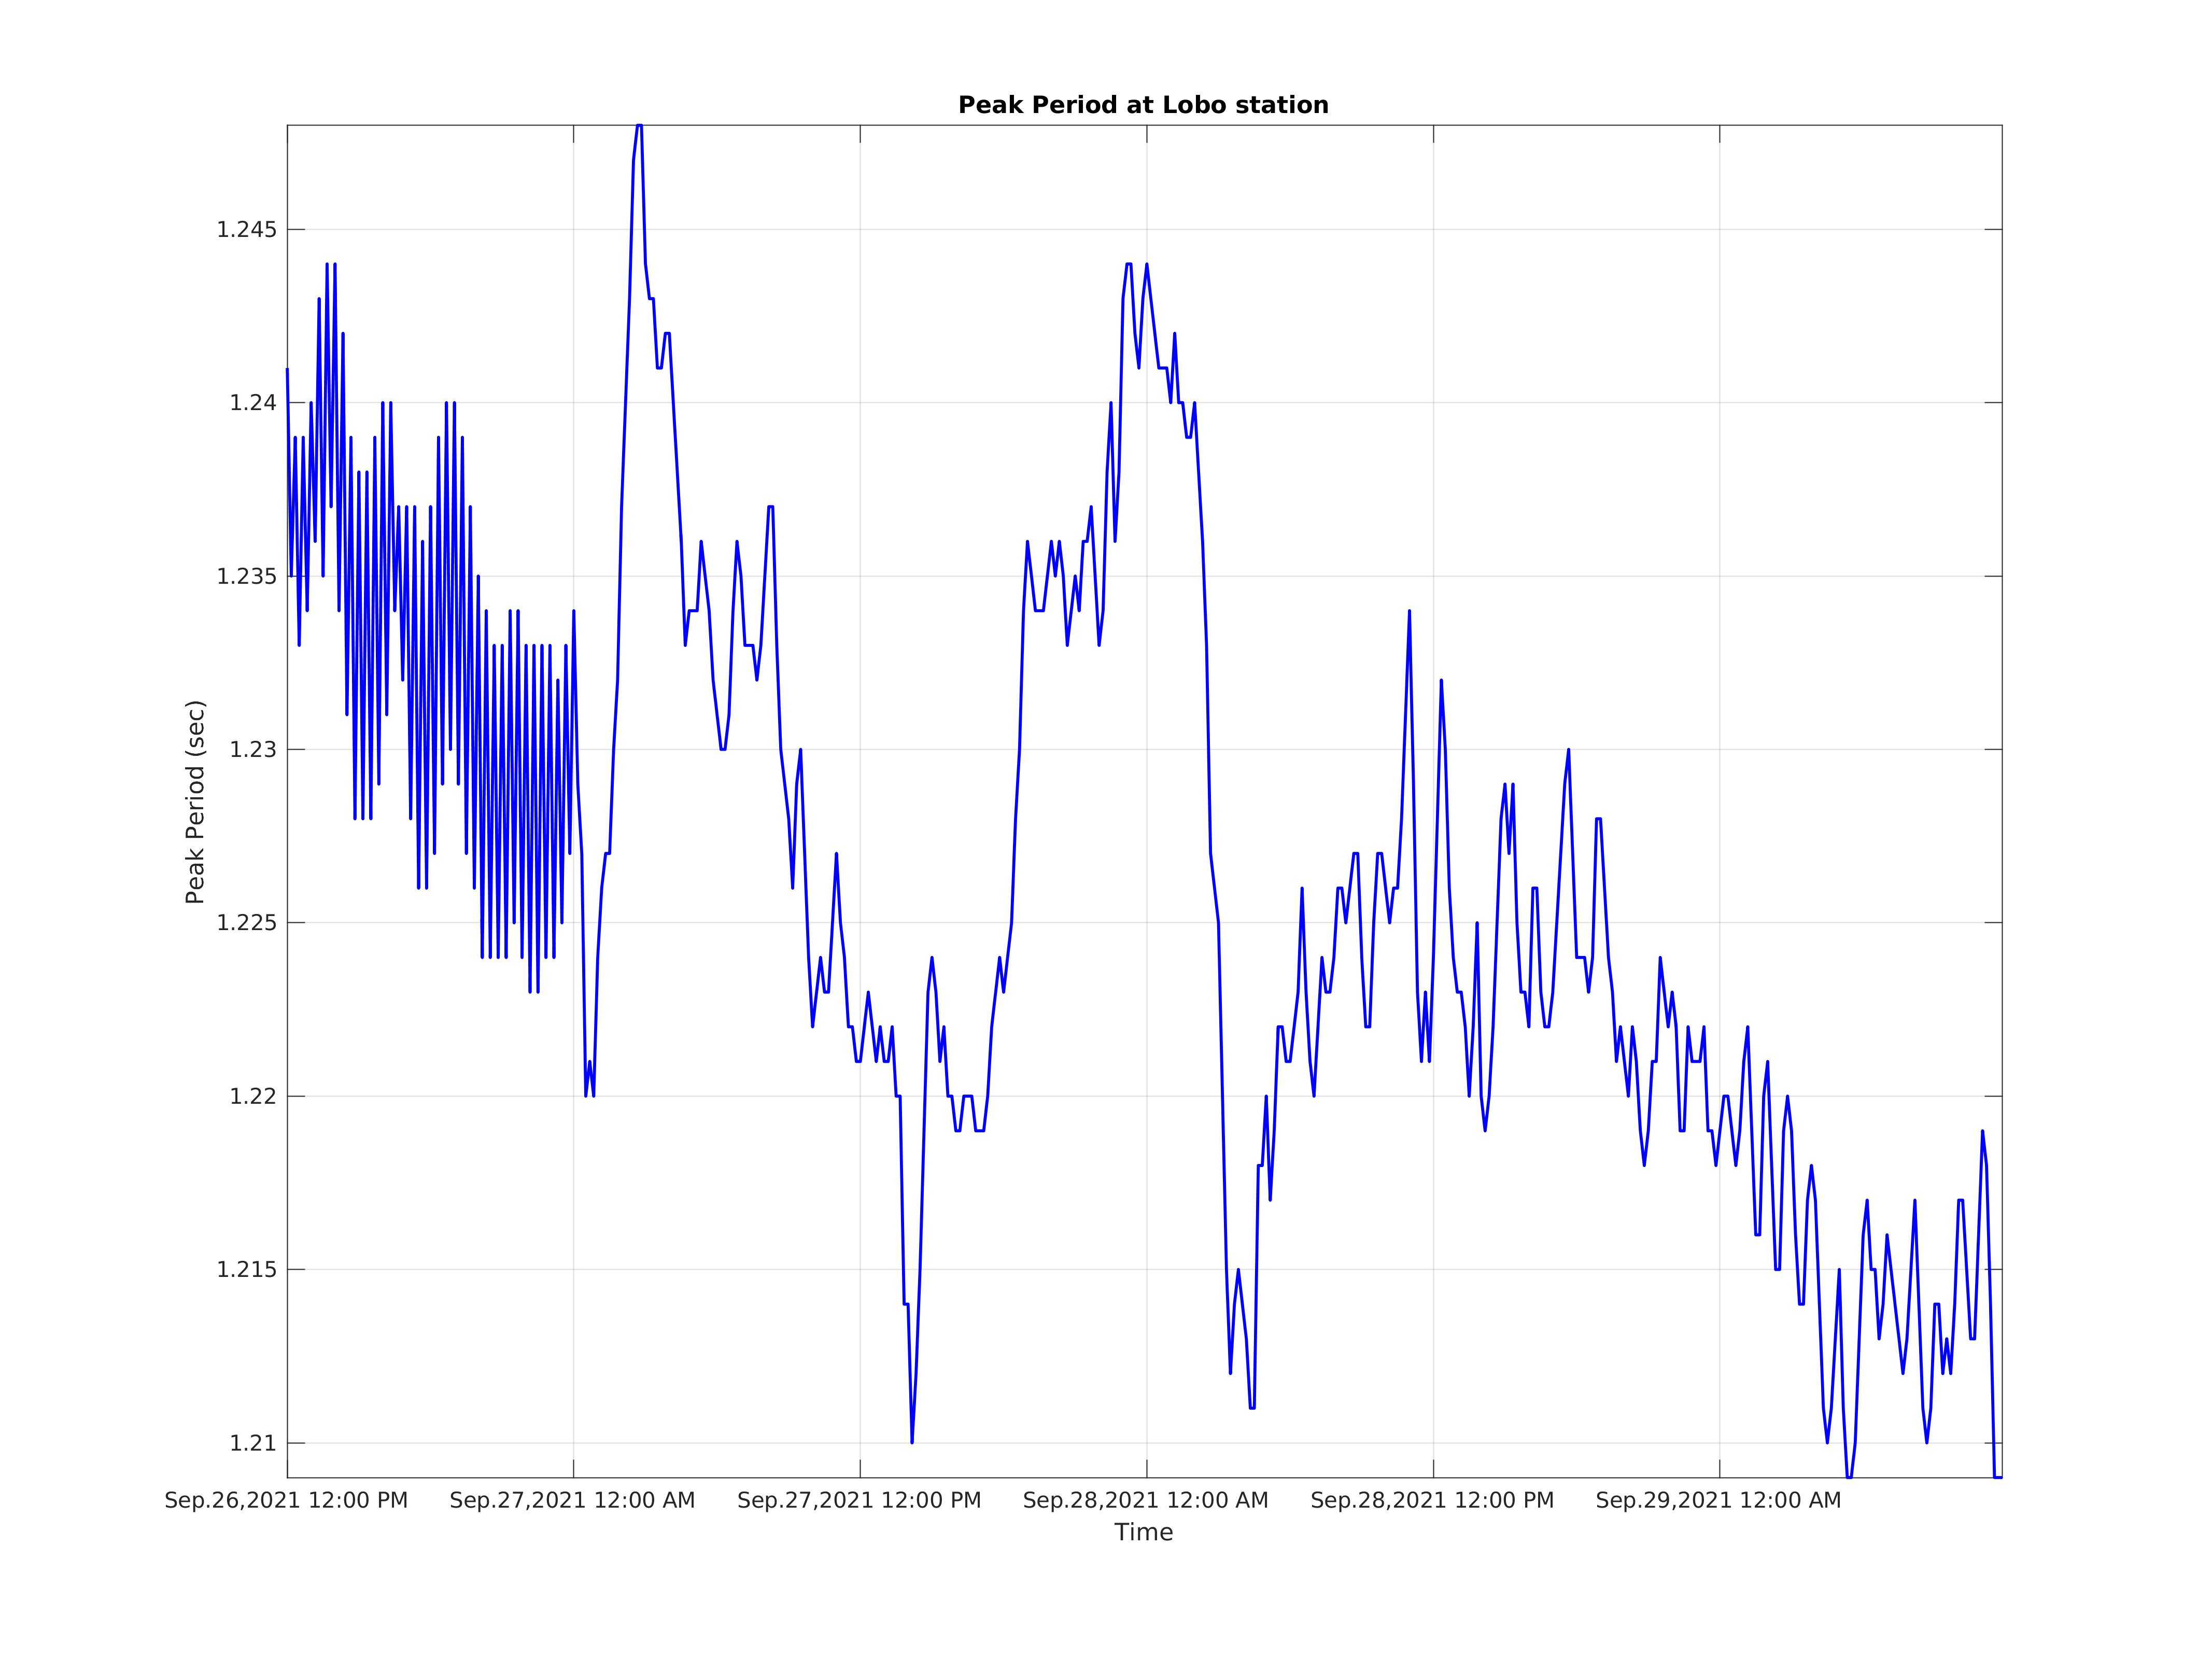 Peak Period at Lobo station
1.245
1.24
1.235
1.23
1.225
1.22
1.215
1.21
Peak Period (sec)
Sep.26,2021 12:00 PM Sep.27,2021 12:00 AM Sep.27,2021 12:00 PM Sep.28,2021 12:00 AM Sep.28,2021 12:00 PM Sep.29,2021 12:00 AM
Time